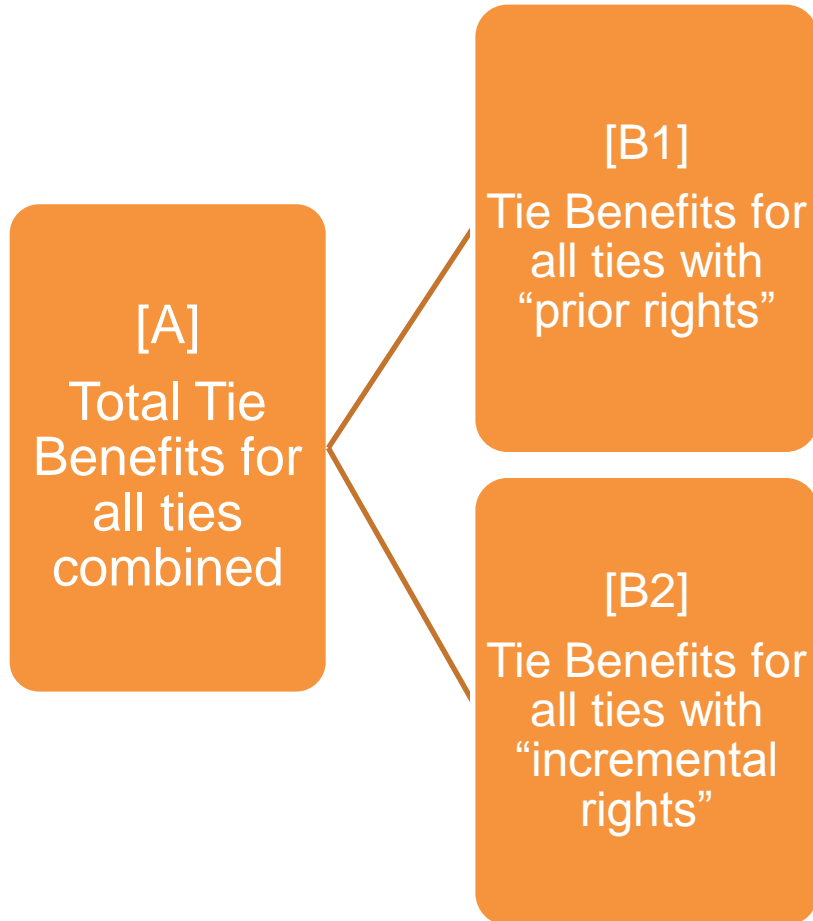 [A]
Total Tie
Benefits for
all ties
combined
[B1]
Tie Benefits for
all ties with
“prior rights”
[B2]
Tie Benefits for
all ties with
“incremental
rights”